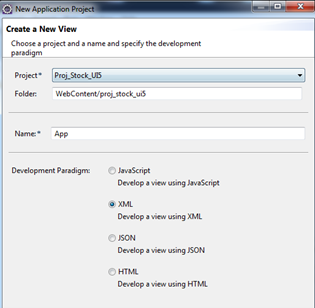 New Application Project
Create a New View
Choose a project and a name and specify the development
paradigm
Project* Proj_Stock_UI5
Folder: WebContent/proj_stock_ui5
Name:* App
Development Paradigm: JavaScript
Develop a view using JavaScript
XML
Develop a view using XML
JSON
Develop a view using JSON
HTML
Develop a view using HTML